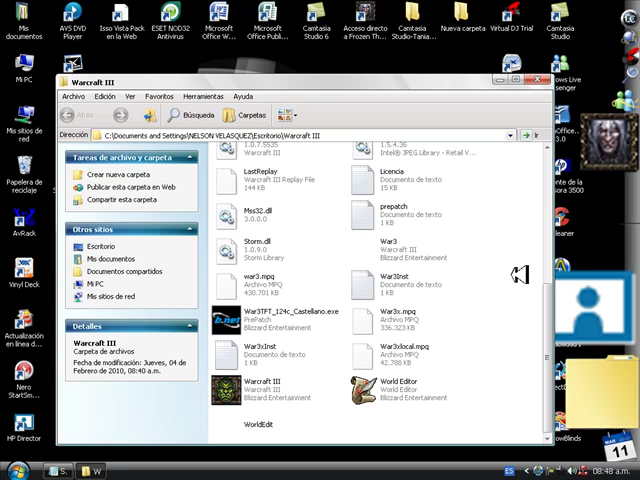 Mis documentos
AVS DVD Player
Isso Vista Pack en la Web
ESET NOD32 Antivirus
Microsoft Office W...
Microsoft Office Publ...
Camtasia Studio 6
Acceso directo a Frozen Th...
Camtasia Studio-Tania...
Nueva carpeta
Virtual DJ Trial
Camtasia Studio
Mi PC
Mis sitios de red
Papelera de reciclaje
AvRack
Vinyl Deck
Actualización en línea d...
Nero StartSm...
HP Director
Warcraft III
Archivo Edición Ver Favoritos Herramientas Ayuda
Atrás Búsqueda Carpetas
Dirección C:\Documents and Settings\NELSON VELASQUEZ\Escritorio\Warcraft III Ir
Tareas de archivo y carpeta
Crear nueva carpeta
Publicar esta carpeta en Web
Compartir esta carpeta
Otros sitios
Escritorio
Mis documentos
Documentos compartidos
Mi PC
Mis sitios de red
Detalles
Warcraft III
Carpeta de archivos
Fecha de modificación: Jueves, 04 de Febrero de 2010, 08:40 a.m.
1.0.7.5535
Warcraft III
1.5.4.36
Intel® JPEG Library - Retail V...
LastReplay
Warcraft III Replay File
144 KB
Licencia
Documento de texto
15 KB
Mss32.dll
3.0.0.0
prepatch
Documento de texto
1 KB
Storm.dll
1.0.9.0
Storm Library
War3
Warcraft III
Blizzard Entertainment
war3.mpq
Archivo MPQ
430.701 KB
War3Inst
Documento de texto
1 KB
War3TFT_124c_Castellano.exe
PrePatch
Blizzard Entertainment
War3x.mpq
Archivo MPQ
336.323 KB
War3xInst
Documento de texto
1 KB
War3xlocal.mpq
Archivo MPQ
42.788 KB
Warcraft III
Warcraft III
Blizzard Entertainment
World Editor
World Editor
Blizzard Entertainment
WorldEdit
MAR
11
S.
W
ES
08:48 a.m.